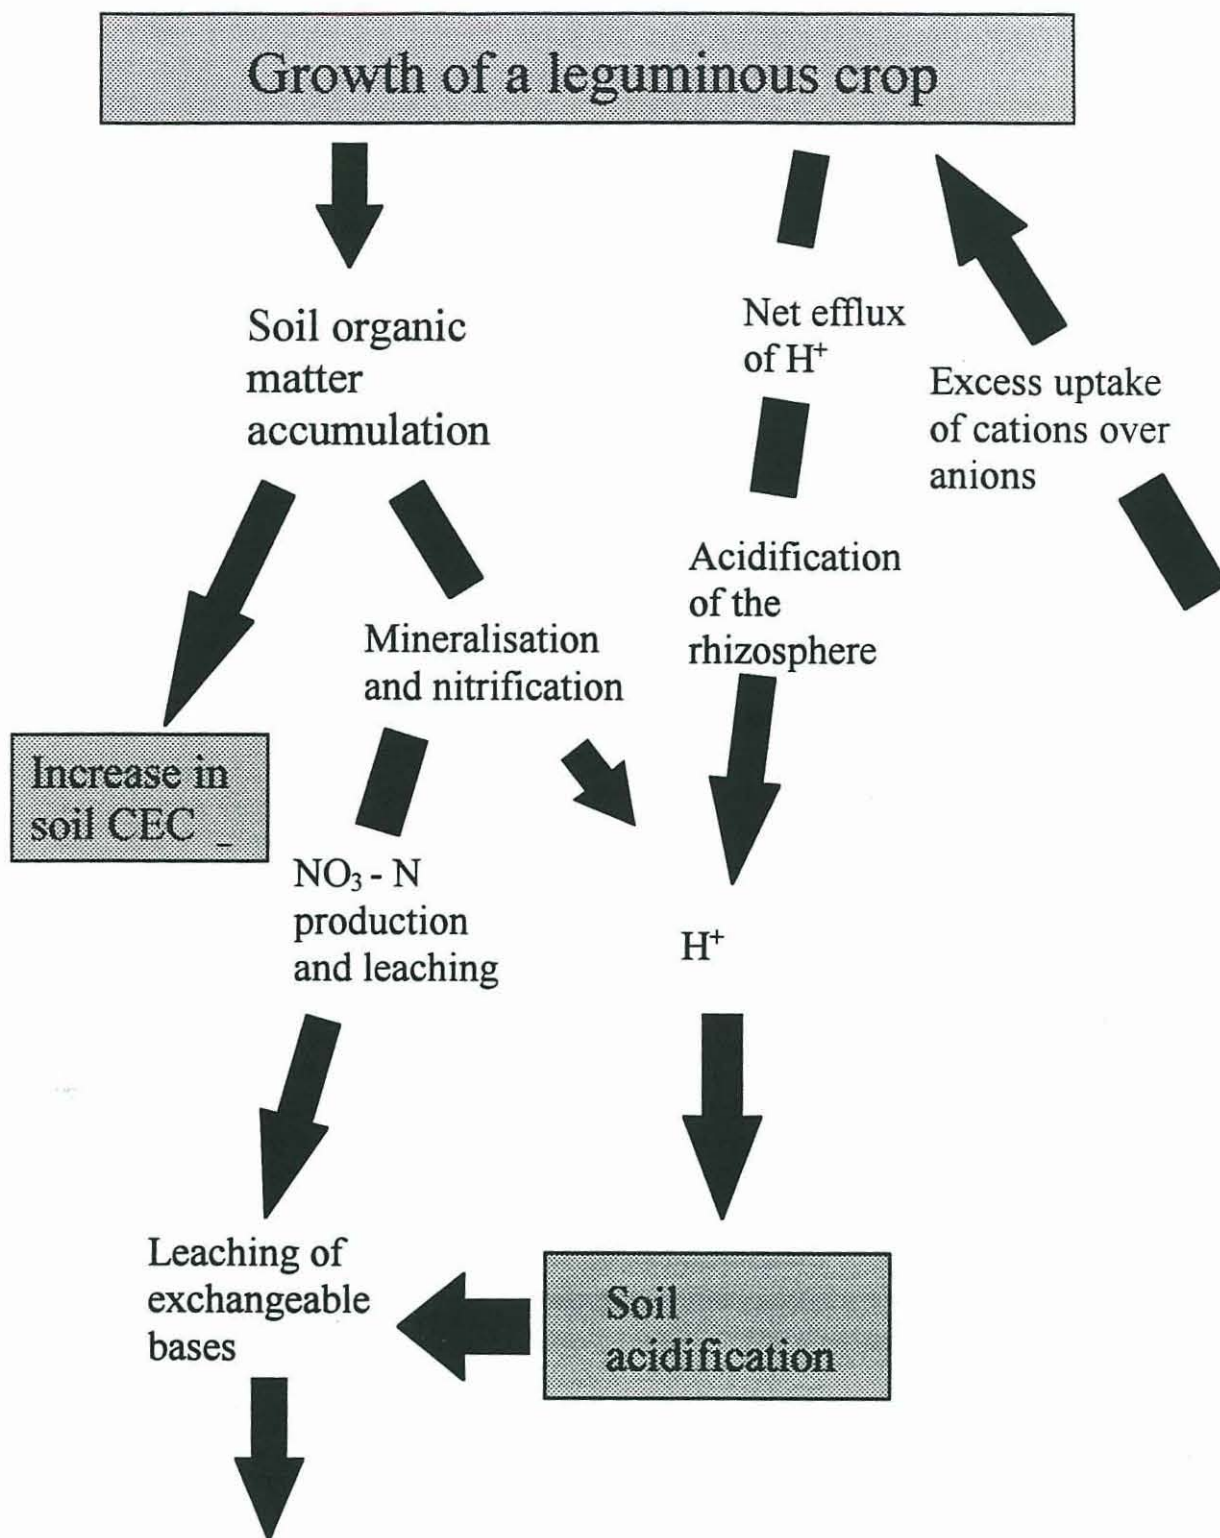 Growth of a leguminous crop
Soil organic
matter
accumulation
Net efflux
of H⁺
Excess uptake
of cations over
anions
Acidification
of the
rhizosphere
Mineralisation
and nitrification
Increase in
soil CEC _
NO₃ - N
production
and leaching
H⁺
Leaching of
exchangeable
bases
Soil
acidification